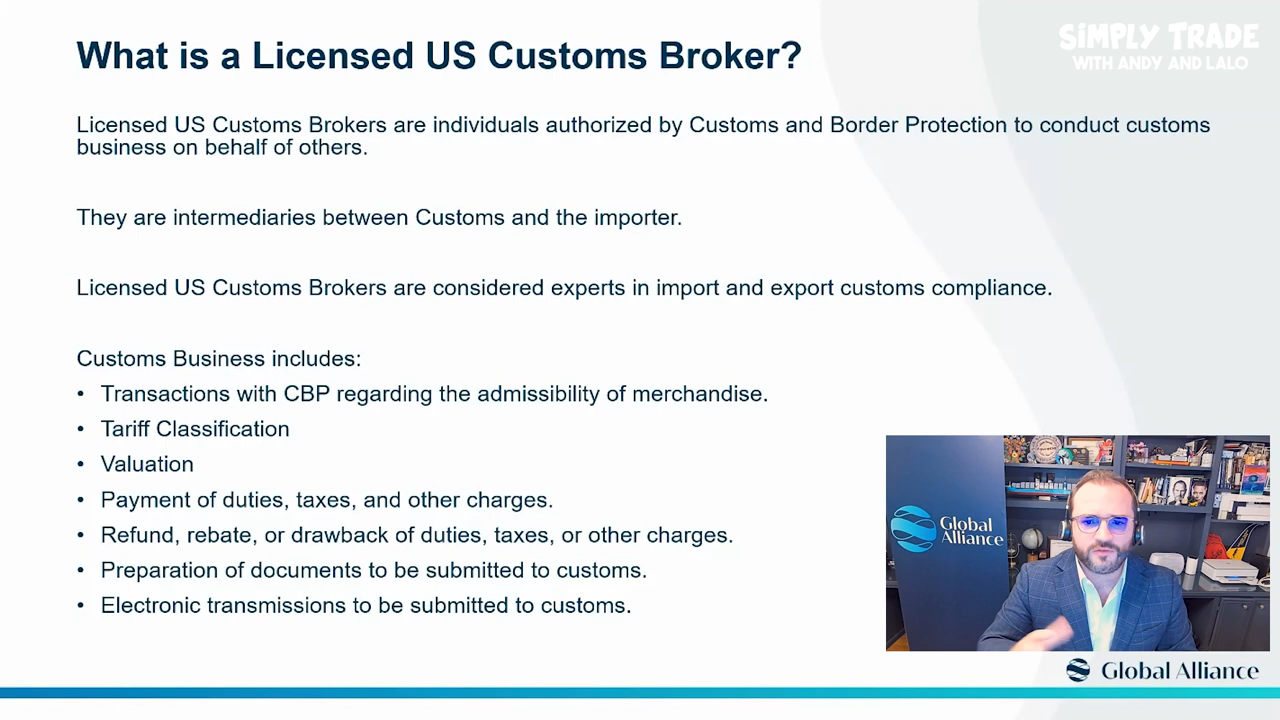 SIMPLY TRADE
WITH ANDY AND LALO
What is a Licensed US Customs Broker?
Licensed US Customs Brokers are individuals authorized by Customs and Border Protection to conduct customs
business on behalf of others.
They are intermediaries between Customs and the importer.
Licensed US Customs Brokers are considered experts in import and export customs compliance.
Customs Business includes:
• Transactions with CBP regarding the admissibility of merchandise.
• Tariff Classification
• Valuation
• Payment of duties, taxes, and other charges.
• Refund, rebate, or drawback of duties, taxes, or other charges.
• Preparation of documents to be submitted to customs.
• Electronic transmissions to be submitted to customs.
Global
Alliance
Global Alliance